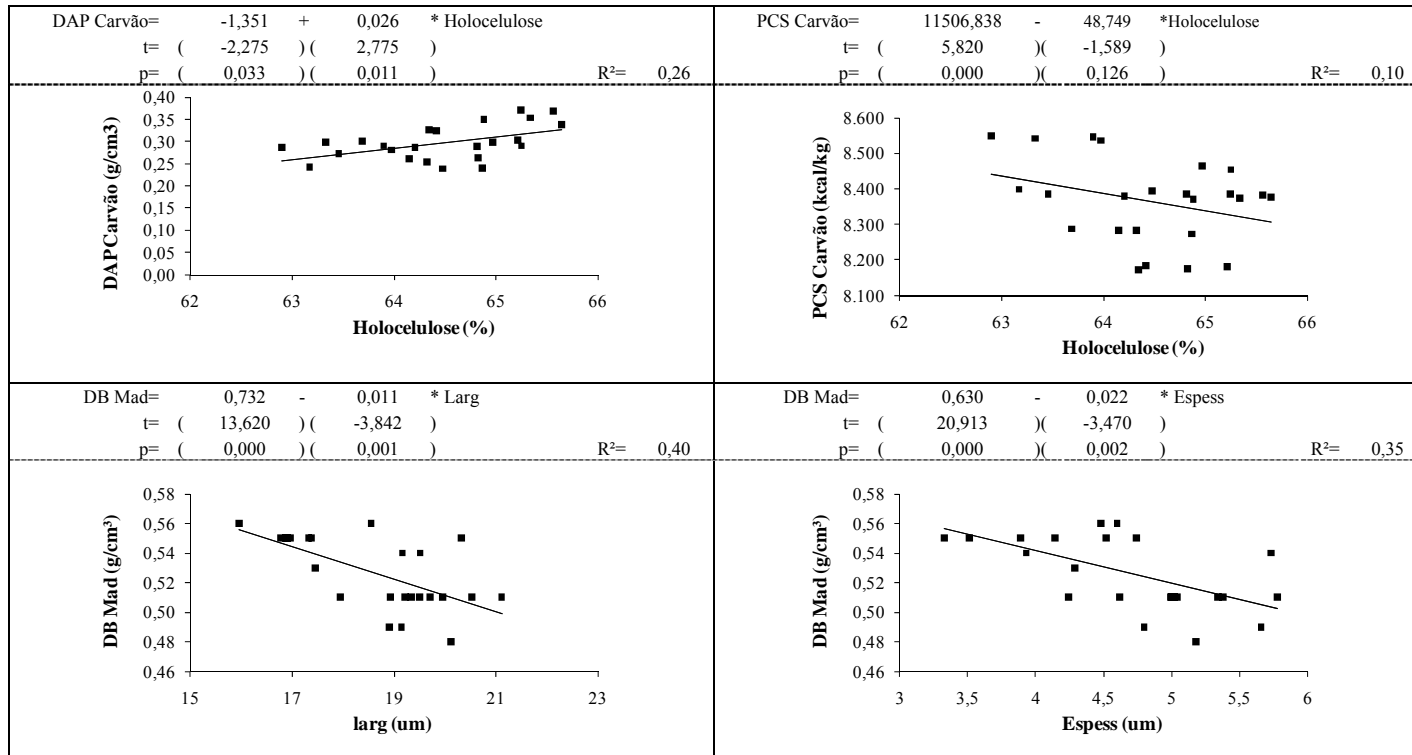 DAP Carvão= -1,351 + 0,026 * Holocelulose
t= ( -2,275 ) ( 2,775 )
p= ( 0,033 ) ( 0,011 ) R²= 0,26
0,40
0,35
0,30
0,25
0,20
0,15
0,10
0,05
0,00
DAP Carvão (g/cm3)
62 63 64 65 66
Holocelulose (%)
PCS Carvão= 11506,838 - 48,749 *Holocelulose
t= ( 5,820 )( -1,589 )
p= ( 0,000 )( 0,126 ) R²= 0,10
8.600
8.500
8.400
8.300
8.200
8.100
PCS Carvão (kcal/kg)
62 63 64 65 66
Holocelulose (%)
DB Mad= 0,732 - 0,011 * Larg
t= ( 13,620 ) ( -3,842 )
p= ( 0,000 ) ( 0,001 ) R²= 0,40
0,58
0,56
0,54
0,52
0,50
0,48
0,46
DB Mad (g/cm³)
15 17 19 21 23
larg (um)
DB Mad= 0,630 - 0,022 * Espess
t= ( 20,913 )( -3,470 )
p= ( 0,000 )( 0,002 ) R²= 0,35
0,58
0,56
0,54
0,52
0,50
0,48
0,46
DB Mad (g/cm³)
3 3,5 4 4,5 5 5,5 6
Espess (um)